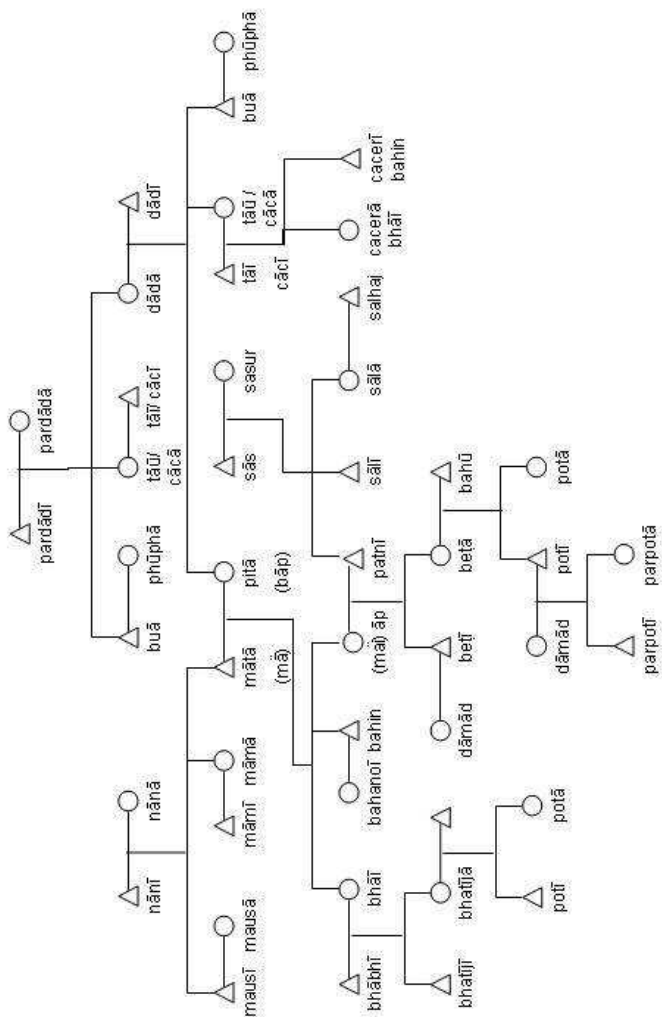 pardādī
pardādā
nānī
nānā
buā
phūphā
tāū/
cācā
tāī/ cācī
dādā
dādī
mausī
mausā
māmī
māmā
mātā
(mā̃)
pitā
(bāp)
sās
sasur
tāī
cācī
tāū /
cācā
buā
phūphā
bhābhī
bhāī
bahanoī
bahin
(maĩ) āp
patnī
sālī
sālā
salhaj
cacerā
bhāī
cacerī
bahin
bhatījī
bhatījā
dāmād
beṭī
beṭā
bahū
potī
potā
dāmād
potī
potā
parpotī
parpotā